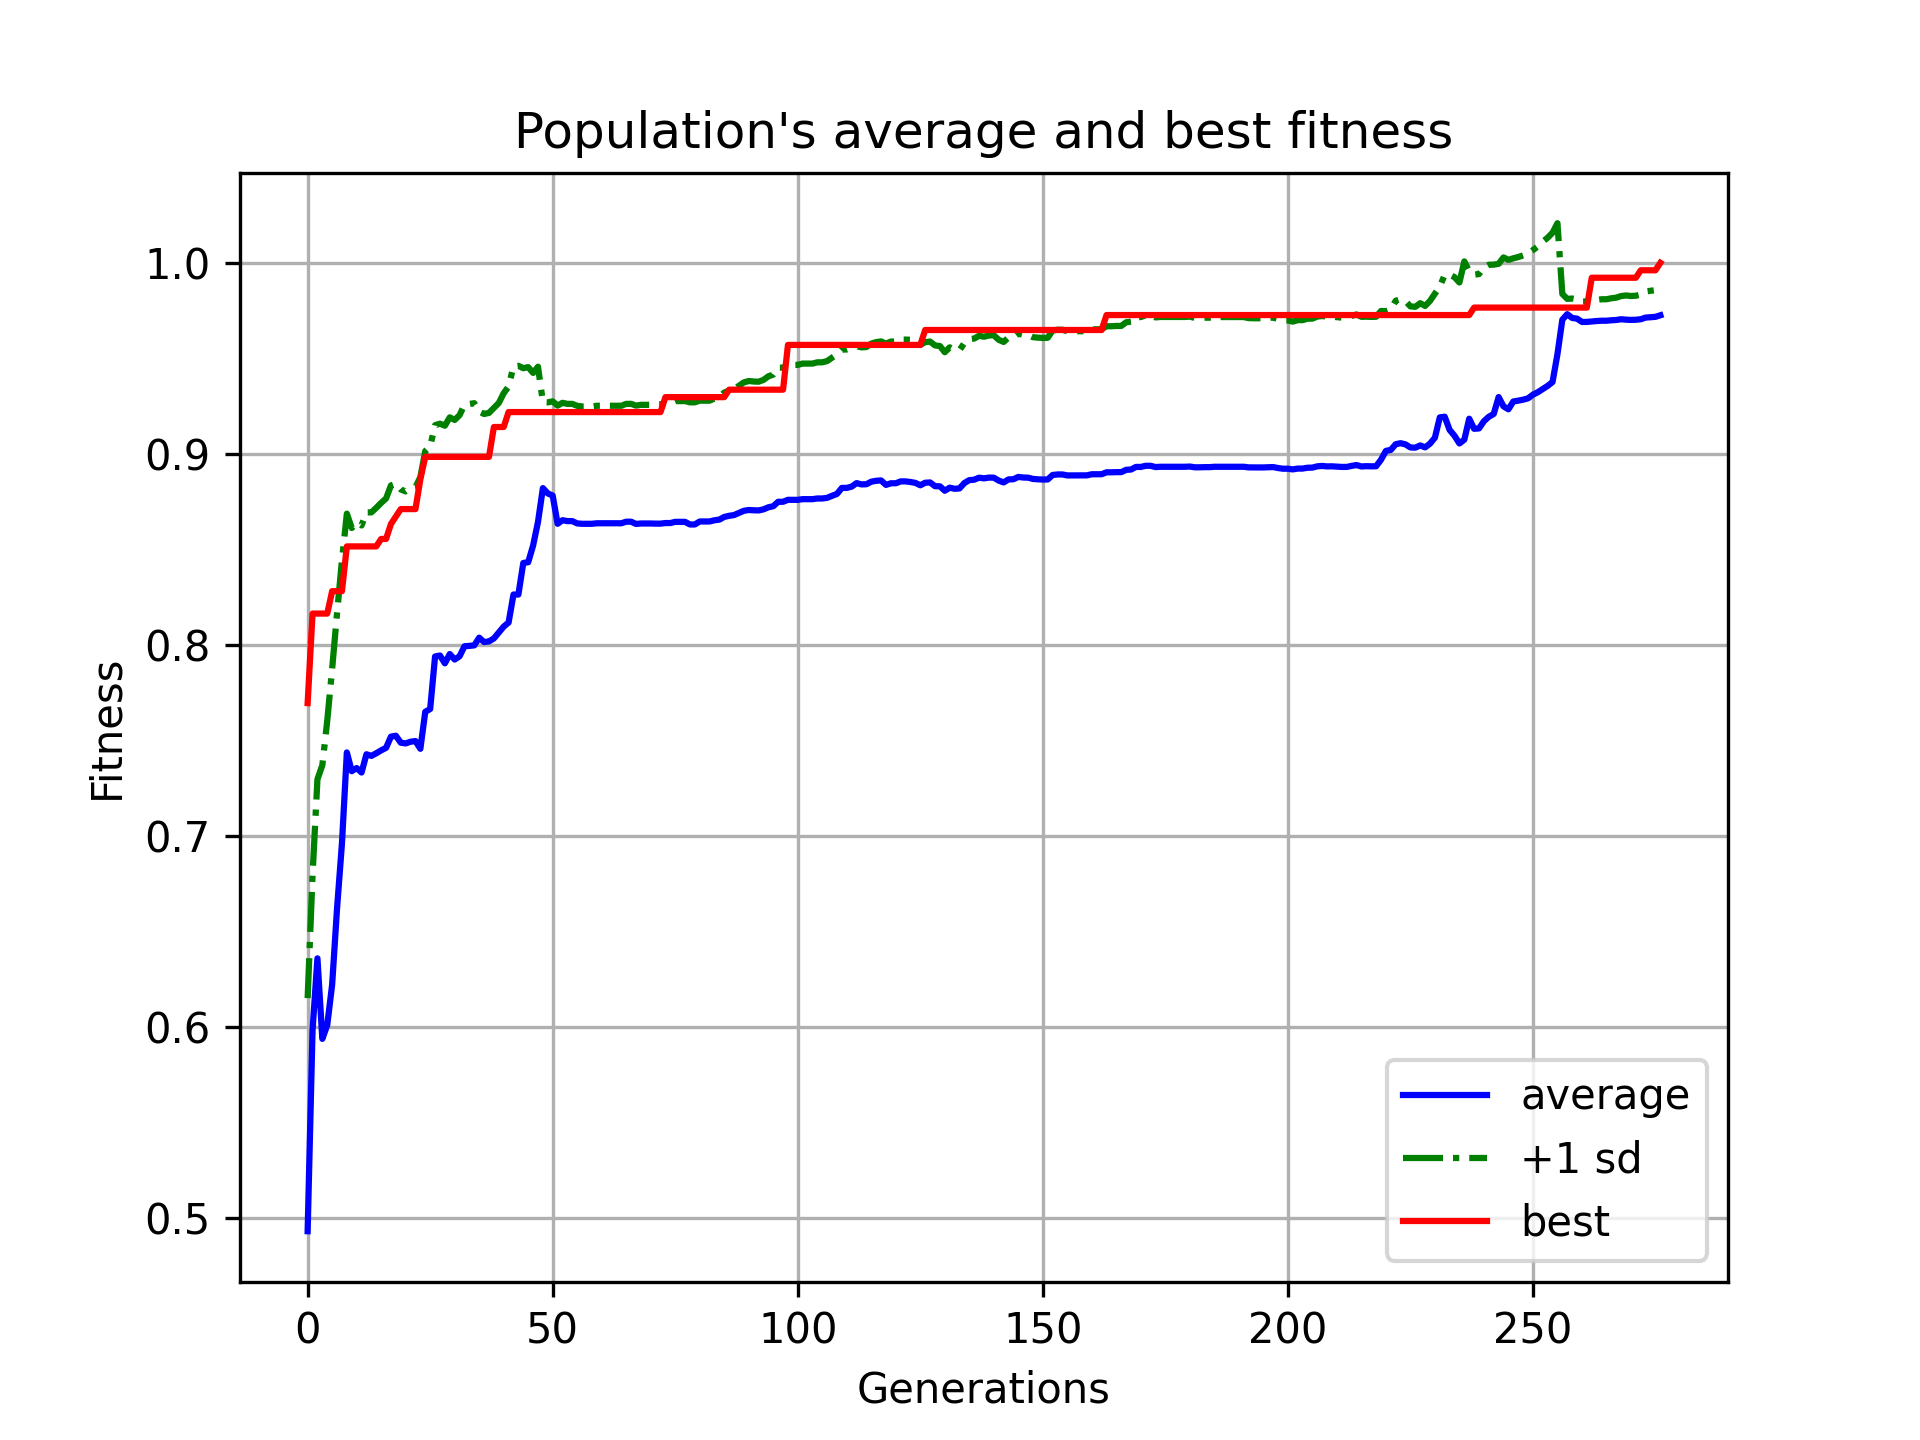 Population's average and best fitness
1.0
0.9
0.8
0.7
0.6
0.5
Fitness
average
+1 sd
best
0 50 100 150 200 250
Generations